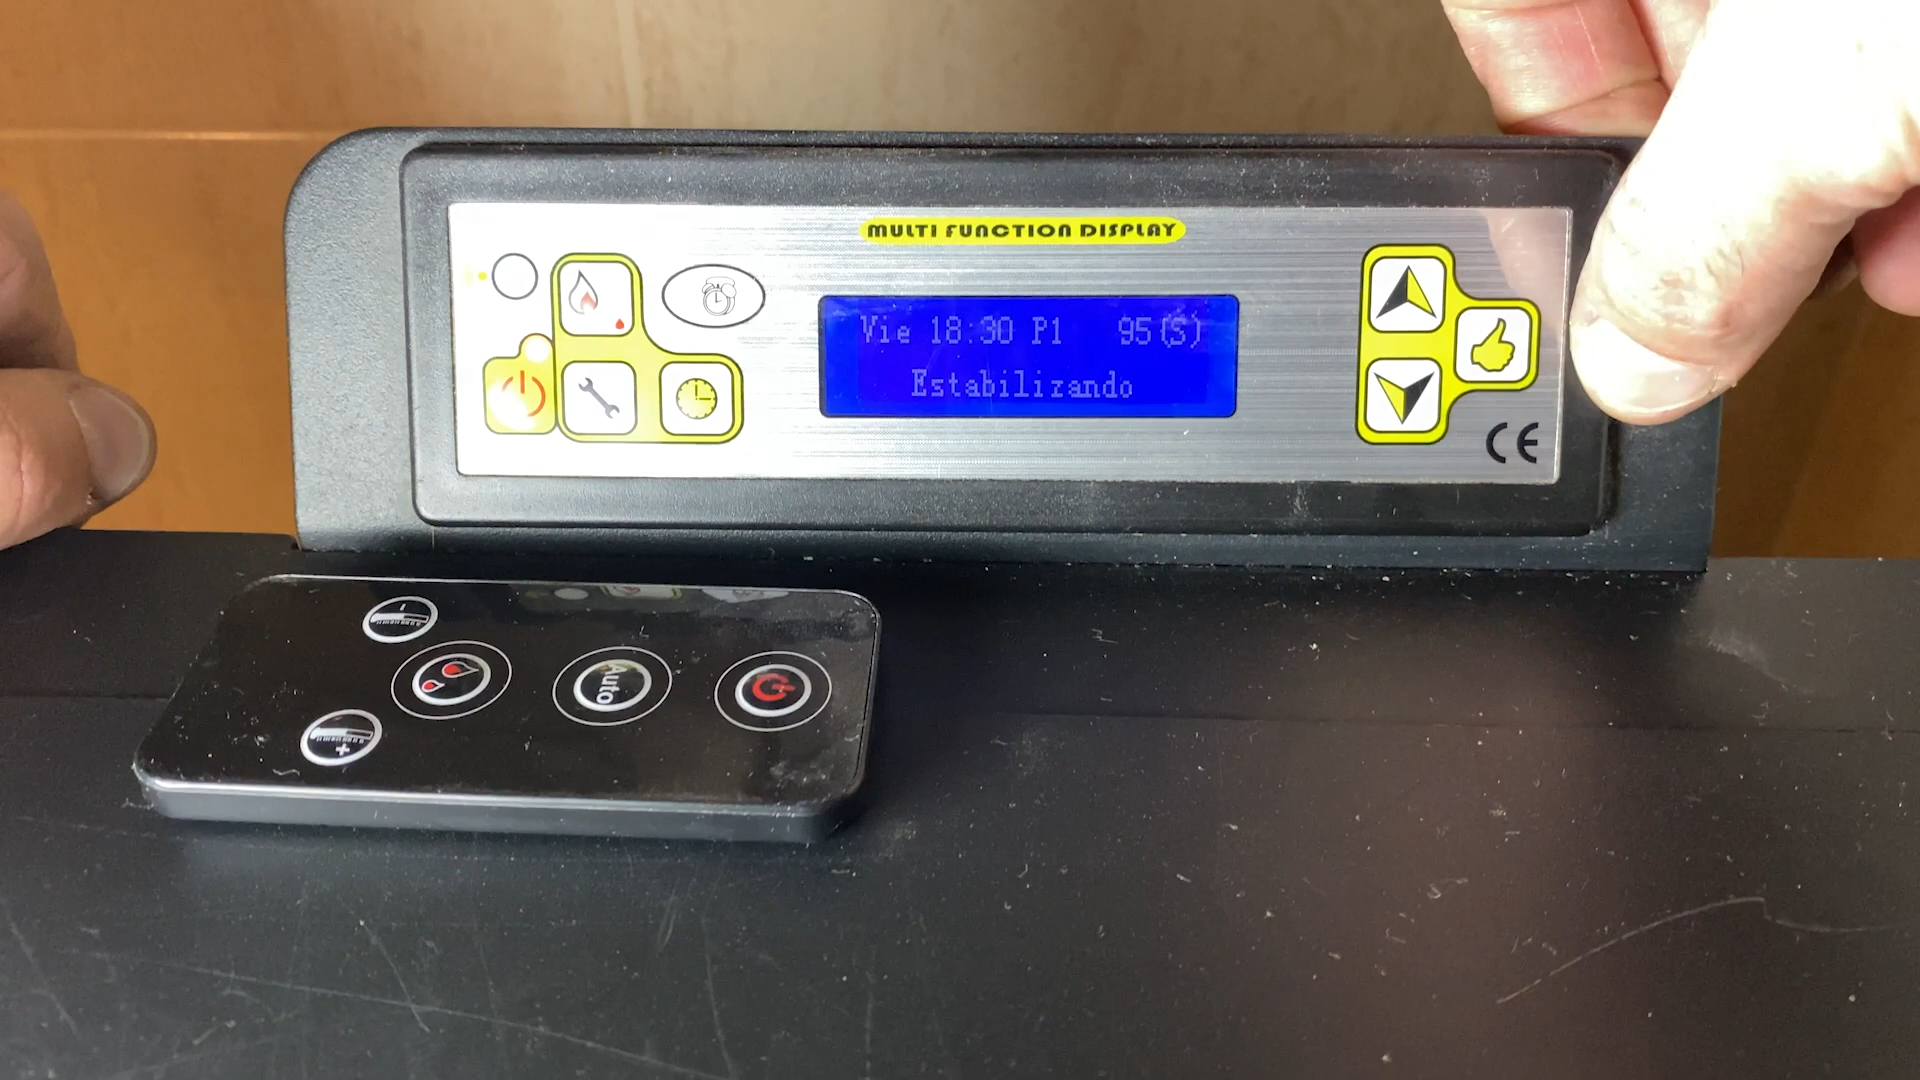 MULTI FUNCTION DISPLAY
Vie 18:30 P1 95(S)
Estabilizando
CE
Auto